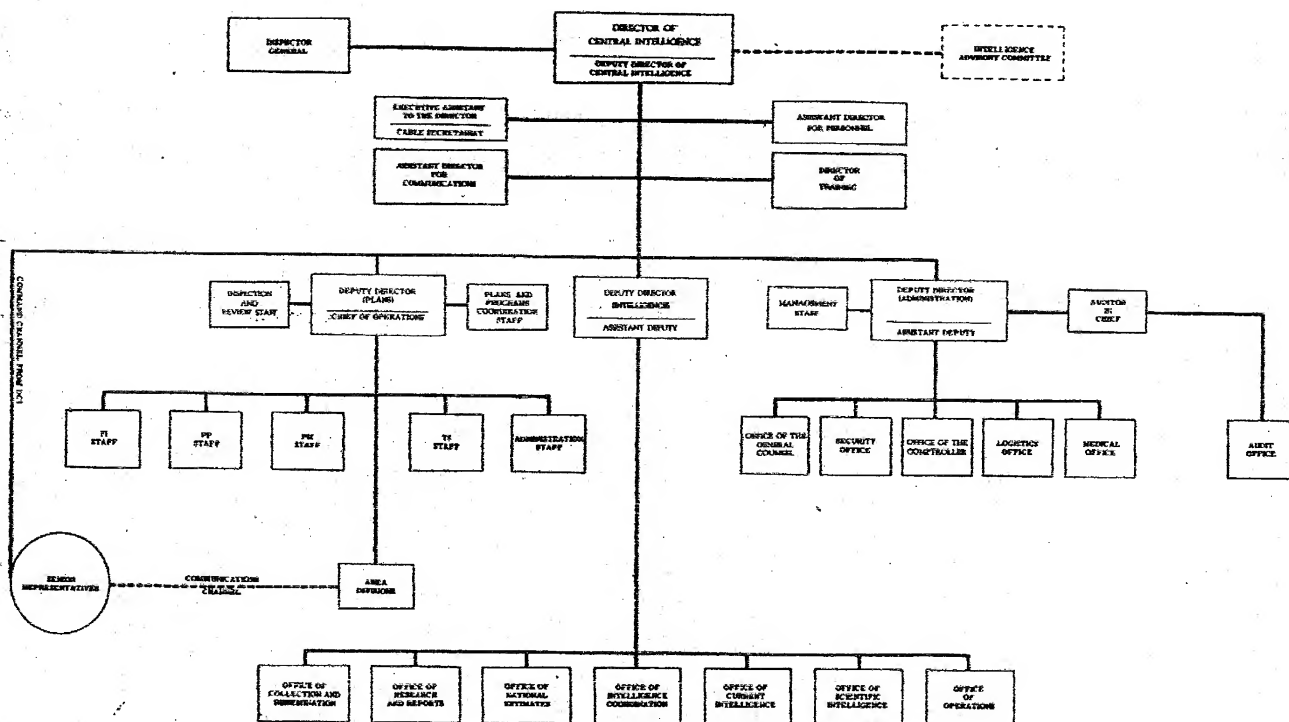 INSPECTOR
GENERAL
DIRECTOR OF
CENTRAL INTELLIGENCE
DEPUTY DIRECTOR OF
CENTRAL INTELLIGENCE
INTELLIGENCE
ADVISORY COMMITTEE
EXECUTIVE ASSISTANT
TO THE DIRECTOR
CABLE SECRETARIAT
ASSISTANT DIRECTOR
FOR PERSONNEL
ASSISTANT DIRECTOR
FOR
COMMUNICATIONS
DIRECTOR
OF
TRAINING
COMMAND CHANNEL FROM DCI
INSPECTION
AND
REVIEW STAFF
DEPUTY DIRECTOR
(PLANS)
CHIEF OF OPERATIONS
PLANS AND
PROGRAMS
COORDINATION
STAFF
DEPUTY DIRECTOR
INTELLIGENCE
ASSISTANT DEPUTY
MANAGEMENT
STAFF
DEPUTY DIRECTOR
(ADMINISTRATION)
ASSISTANT DEPUTY
AUDITOR
IN
CHIEF
FI
STAFF
PP
STAFF
PM
STAFF
TS
STAFF
ADMINISTRATION
STAFF
OFFICE OF THE
GENERAL
COUNSEL
SECURITY
OFFICE
OFFICE OF THE
COMPTROLLER
LOGISTICS
OFFICE
MEDICAL
OFFICE
AUDIT
OFFICE
SENIOR
REPRESENTATIVES
COMMUNICATIONS
CHANNEL
AREA
DIVISIONS
OFFICE OF
COLLECTION AND
DISSEMINATION
OFFICE OF
RESEARCH
AND REPORTS
OFFICE OF
NATIONAL
ESTIMATES
OFFICE OF
INTELLIGENCE
COORDINATION
OFFICE OF
CURRENT
INTELLIGENCE
OFFICE OF
SCIENTIFIC
INTELLIGENCE
OFFICE
OF
OPERATIONS